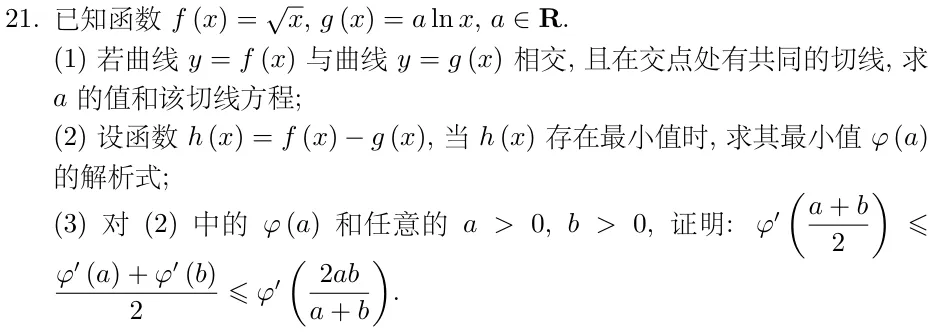 21. 已知函数 f(x) = √x, g(x) = a ln x, a ∈ R.
(1) 若曲线 y = f(x) 与曲线 y = g(x) 相交, 且在交点处有共同的切线, 求
a 的值和该切线方程;
(2) 设函数 h(x) = f(x) − g(x), 当 h(x) 存在最小值时, 求其最小值 φ(a)
的解析式;
(3) 对 (2) 中的 φ(a) 和任意的 a > 0, b > 0, 证明: φ′((a + b)/2) ⩽
(φ′(a) + φ′(b))/2 ⩽ φ′(2ab/(a + b)).